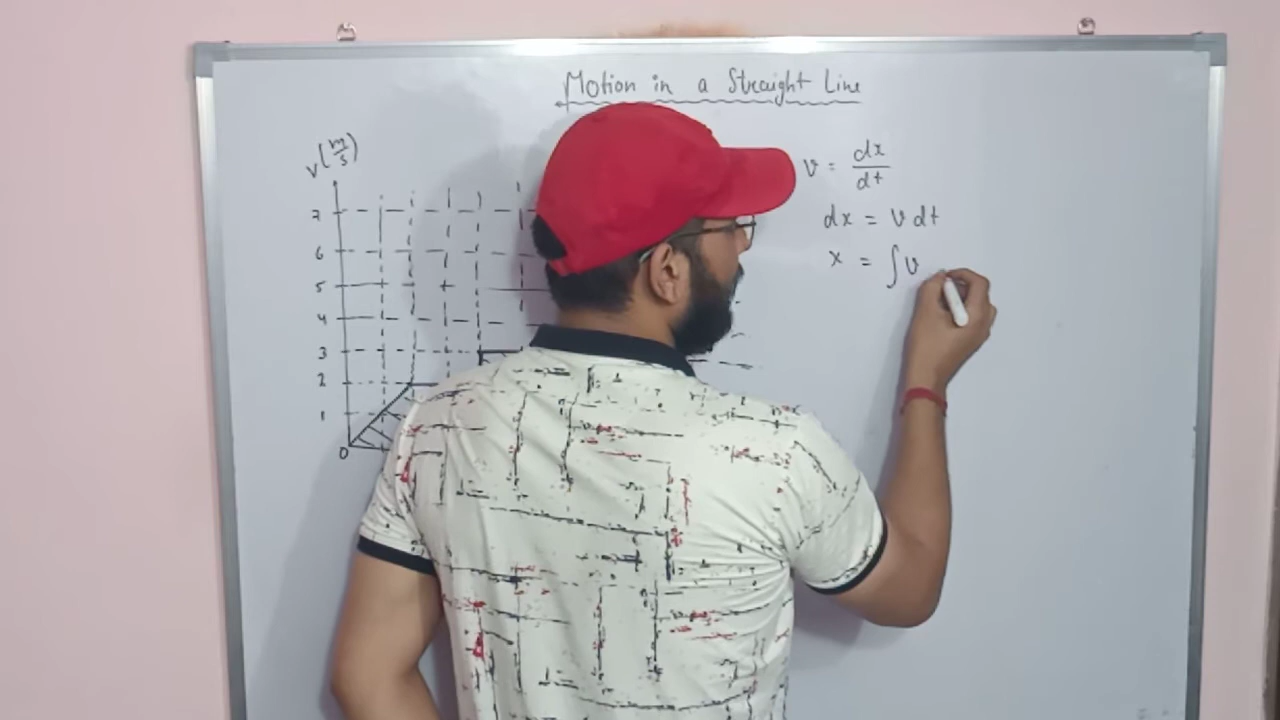 Motion in a Straight Line
v (m/s)
7
6
5
4
3
2
1
0
v = dx/dt
dx = v dt
x = ∫v